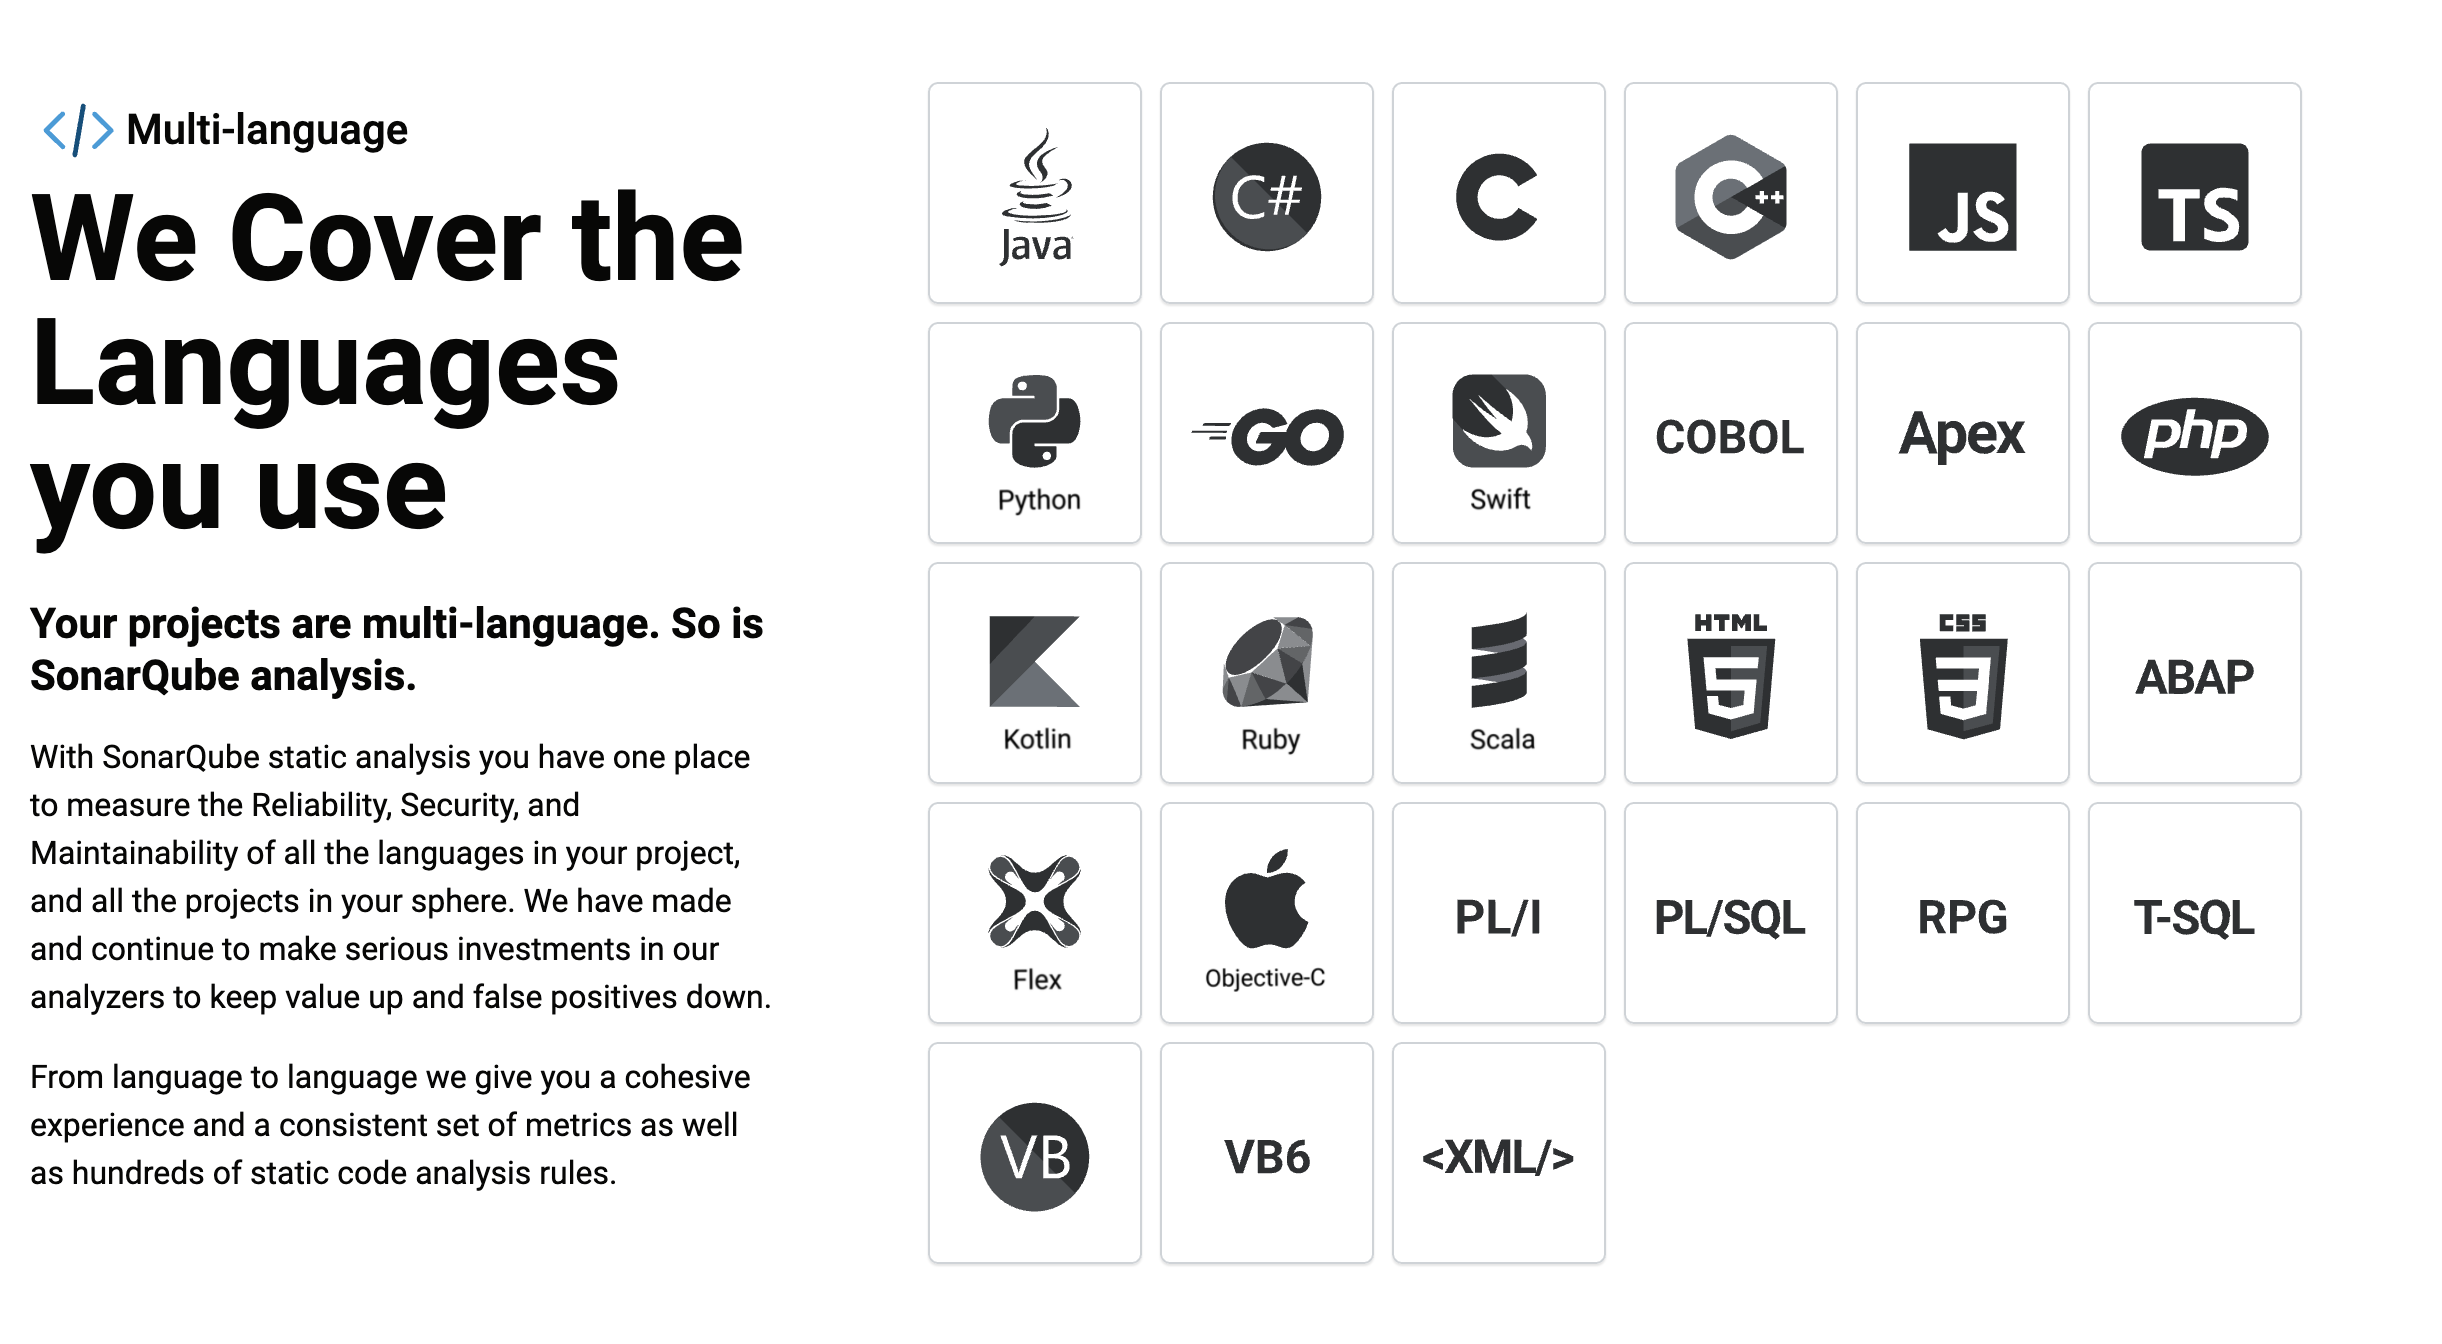 </> Multi-language
We Cover the
Languages
you use
Your projects are multi-language. So is
SonarQube analysis.
With SonarQube static analysis you have one place
to measure the Reliability, Security, and
Maintainability of all the languages in your project,
and all the projects in your sphere. We have made
and continue to make serious investments in our
analyzers to keep value up and false positives down.
From language to language we give you a cohesive
experience and a consistent set of metrics as well
as hundreds of static code analysis rules.
Java
C#
C
C++
JS
TS
Python
GO
Swift
COBOL
Apex
php
Kotlin
Ruby
Scala
HTML
5
CSS
3
ABAP
Flex
Objective-C
PL/I
PL/SQL
RPG
T-SQL
VB
VB6
<XML/>